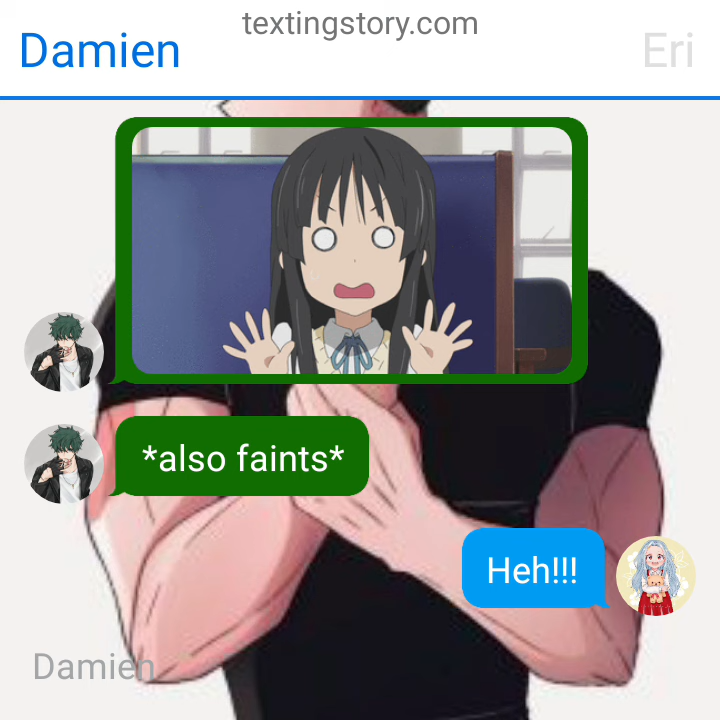 textingstory.com
Damien
Eri
*also faints*
Heh!!!
Damien